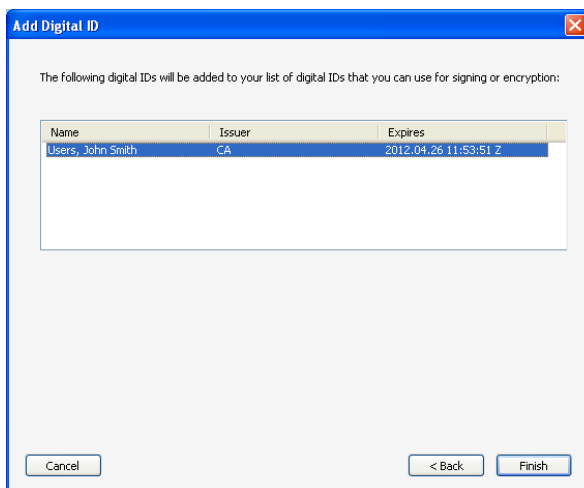 Add Digital ID
The following digital IDs will be added to your list of digital IDs that you can use for signing or encryption:
Name Issuer Expires
Users, John Smith CA 2012.04.26 11:53:51 Z
Cancel < Back Finish